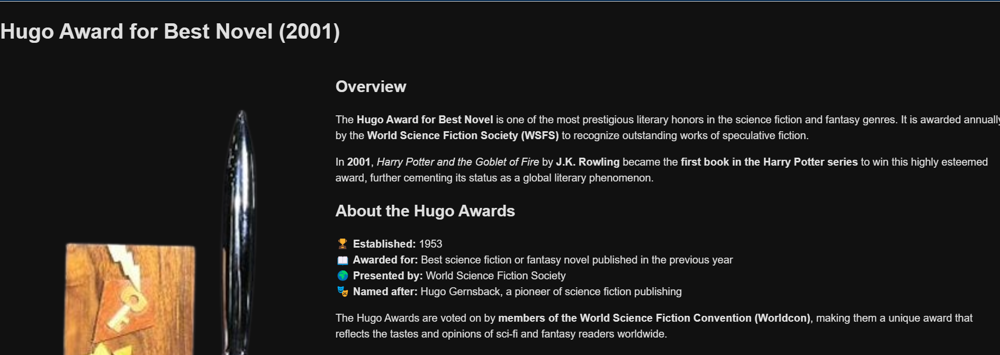 Hugo Award for Best Novel (2001)
Overview
The Hugo Award for Best Novel is one of the most prestigious literary honors in the science fiction and fantasy genres. It is awarded annually
by the World Science Fiction Society (WSFS) to recognize outstanding works of speculative fiction.
In 2001, Harry Potter and the Goblet of Fire by J.K. Rowling became the first book in the Harry Potter series to win this highly esteemed
award, further cementing its status as a global literary phenomenon.
About the Hugo Awards
🏆 Established: 1953
📖 Awarded for: Best science fiction or fantasy novel published in the previous year
🌍 Presented by: World Science Fiction Society
🎭 Named after: Hugo Gernsback, a pioneer of science fiction publishing
The Hugo Awards are voted on by members of the World Science Fiction Convention (Worldcon), making them a unique award that
reflects the tastes and opinions of sci-fi and fantasy readers worldwide.